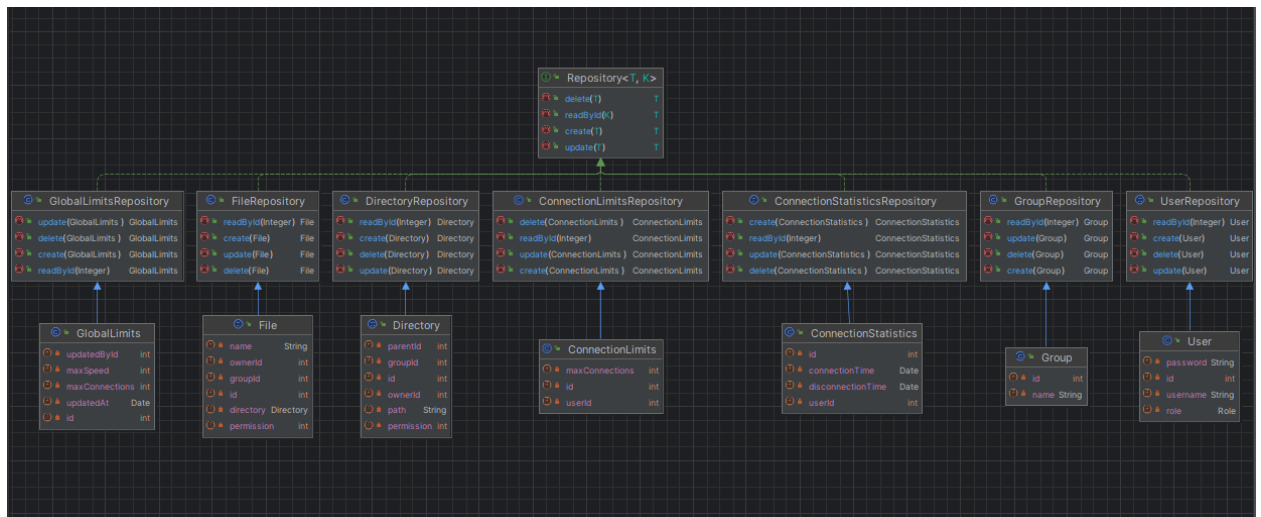 Repository<T, K>
delete(T) T
readById(K) T
create(T) T
update(T) T
GlobalLimitsRepository
update(GlobalLimits ) GlobalLimits
delete(GlobalLimits ) GlobalLimits
create(GlobalLimits ) GlobalLimits
readById(Integer) GlobalLimits
FileRepository
readById(Integer) File
create(File) File
update(File) File
delete(File) File
DirectoryRepository
readById(Integer) Directory
create(Directory) Directory
delete(Directory) Directory
update(Directory) Directory
ConnectionLimitsRepository
delete(ConnectionLimits ) ConnectionLimits
readById(Integer) ConnectionLimits
update(ConnectionLimits ) ConnectionLimits
create(ConnectionLimits ) ConnectionLimits
ConnectionStatisticsRepository
create(ConnectionStatistics ) ConnectionStatistics
readById(Integer) ConnectionStatistics
update(ConnectionStatistics ) ConnectionStatistics
delete(ConnectionStatistics ) ConnectionStatistics
GroupRepository
readById(Integer) Group
update(Group) Group
delete(Group) Group
create(Group) Group
UserRepository
readById(Integer) User
create(User) User
delete(User) User
update(User) User
GlobalLimits
updatedById int
maxSpeed int
maxConnections int
updatedAt Date
id int
File
name String
ownerId int
groupId int
id int
directory Directory
permission int
Directory
parentId int
groupId int
id int
ownerId int
path String
permission int
ConnectionLimits
maxConnections int
id int
userId int
ConnectionStatistics
id int
connectionTime Date
disconnectionTime Date
userId int
Group
id int
name String
User
password String
id int
username String
role Role